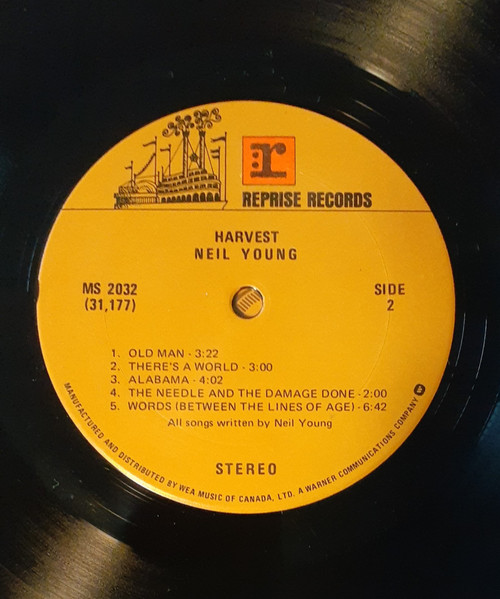 r
REPRISE RECORDS
HARVEST
NEIL YOUNG
MS 2032
(31,177)
SIDE
2
1. OLD MAN - 3:22
2. THERE'S A WORLD - 3:00
3. ALABAMA - 4:02
4. THE NEEDLE AND THE DAMAGE DONE - 2:00
5. WORDS (BETWEEN THE LINES OF AGE) - 6:42
All songs written by Neil Young
STEREO
MANUFACTURED AND DISTRIBUTED BY WEA MUSIC OF CANADA, LTD. A WARNER COMMUNICATIONS COMPANY